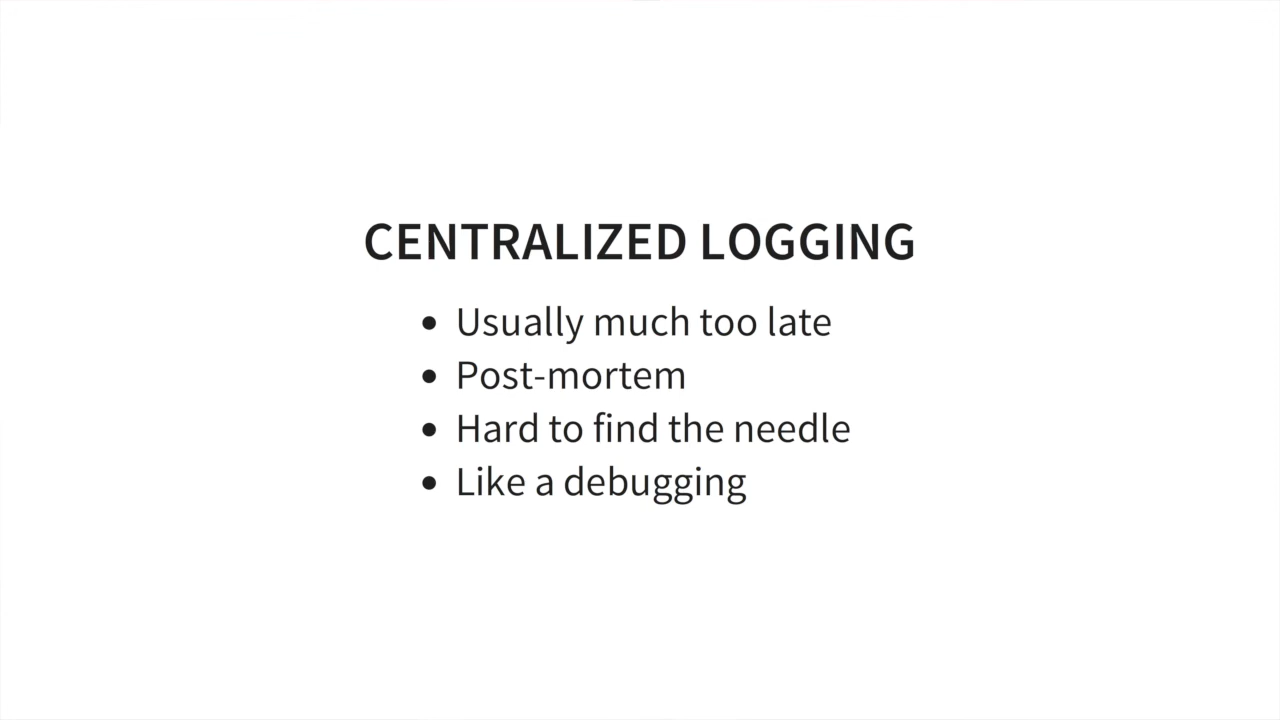 CENTRALIZED LOGGING
• Usually much too late
• Post-mortem
• Hard to find the needle
• Like a debugging